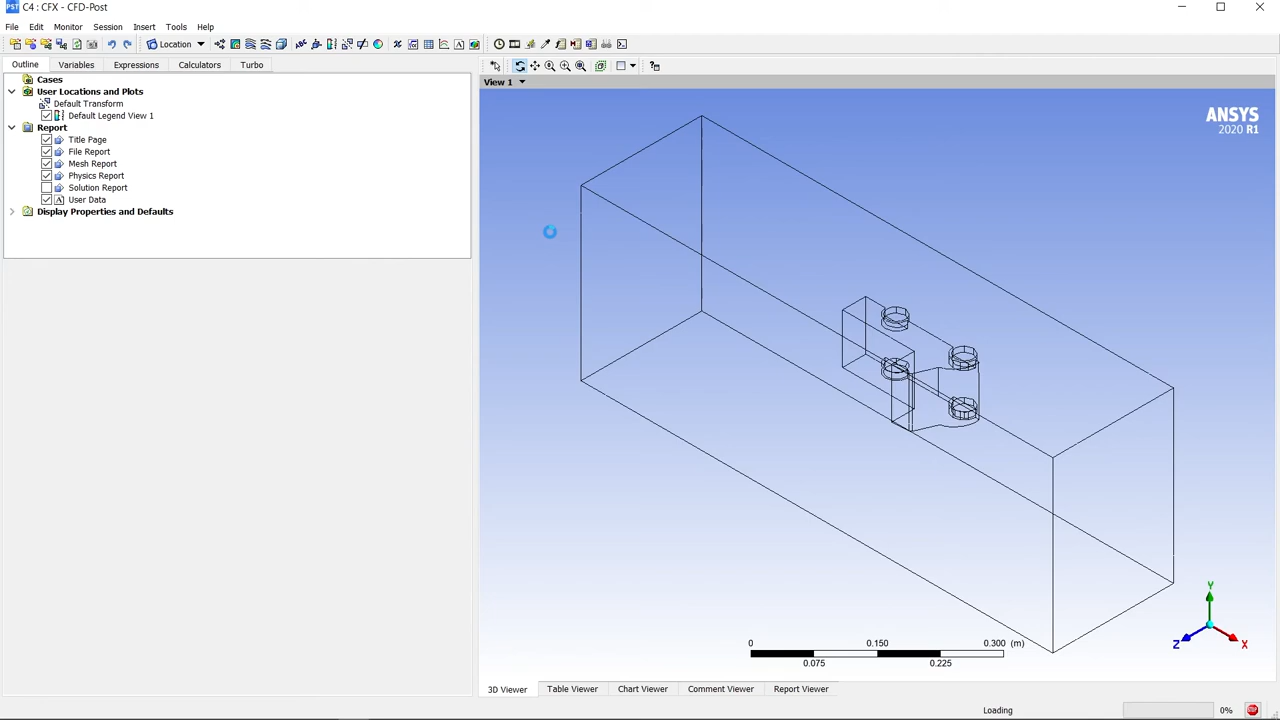 C4 : CFX - CFD-Post
File Edit Monitor Session Insert Tools Help
Location
Outline Variables Expressions Calculators Turbo
Cases
User Locations and Plots
Default Transform
Default Legend View 1
Report
Title Page
File Report
Mesh Report
Physics Report
Solution Report
User Data
Display Properties and Defaults
View 1
ANSYS
2020 R1
0 0.150 0.300 (m)
0.075 0.225
Y
Z X
3D Viewer Table Viewer Chart Viewer Comment Viewer Report Viewer
Loading 0%